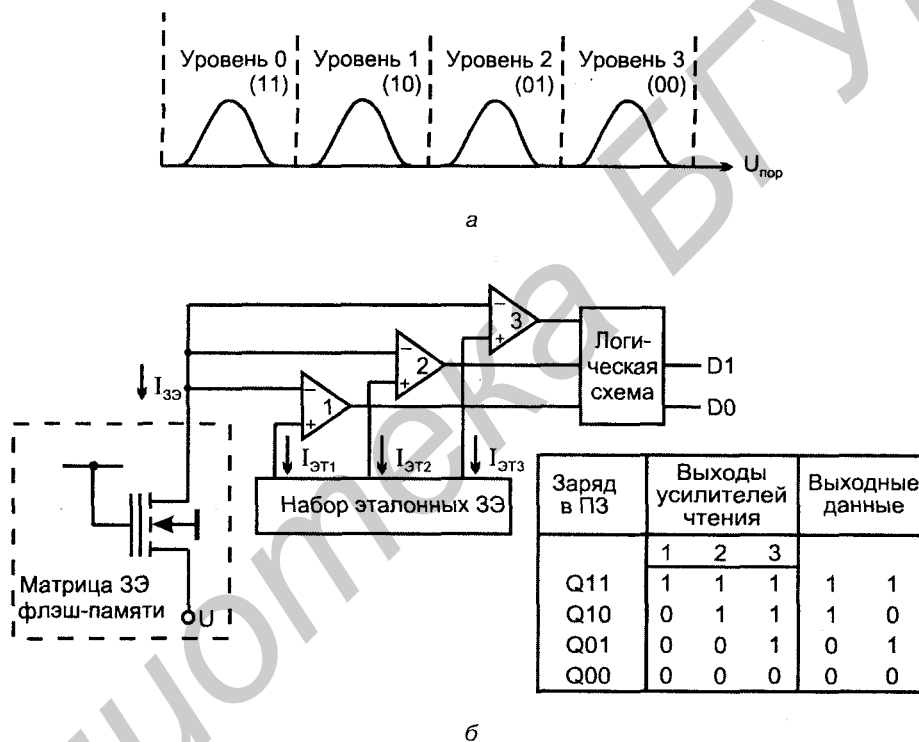 Уровень 0 Уровень 1 Уровень 2 Уровень 3
(11) (10) (01) (00)
Uпор
а
− 3 +
− 2 +
− 1 +
Логи-
ческая
схема
D1
D0
IЗЭ
IЭТ1 IЭТ2 IЭТ3
Набор эталонных ЗЭ
Матрица ЗЭ
флэш-памяти
U
Заряд
в ПЗ
Выходы
усилителей
чтения
Выходные
данные
1 2 3
Q11 1 1 1 1 1
Q10 0 1 1 1 0
Q01 0 0 1 0 1
Q00 0 0 0 0 0
б